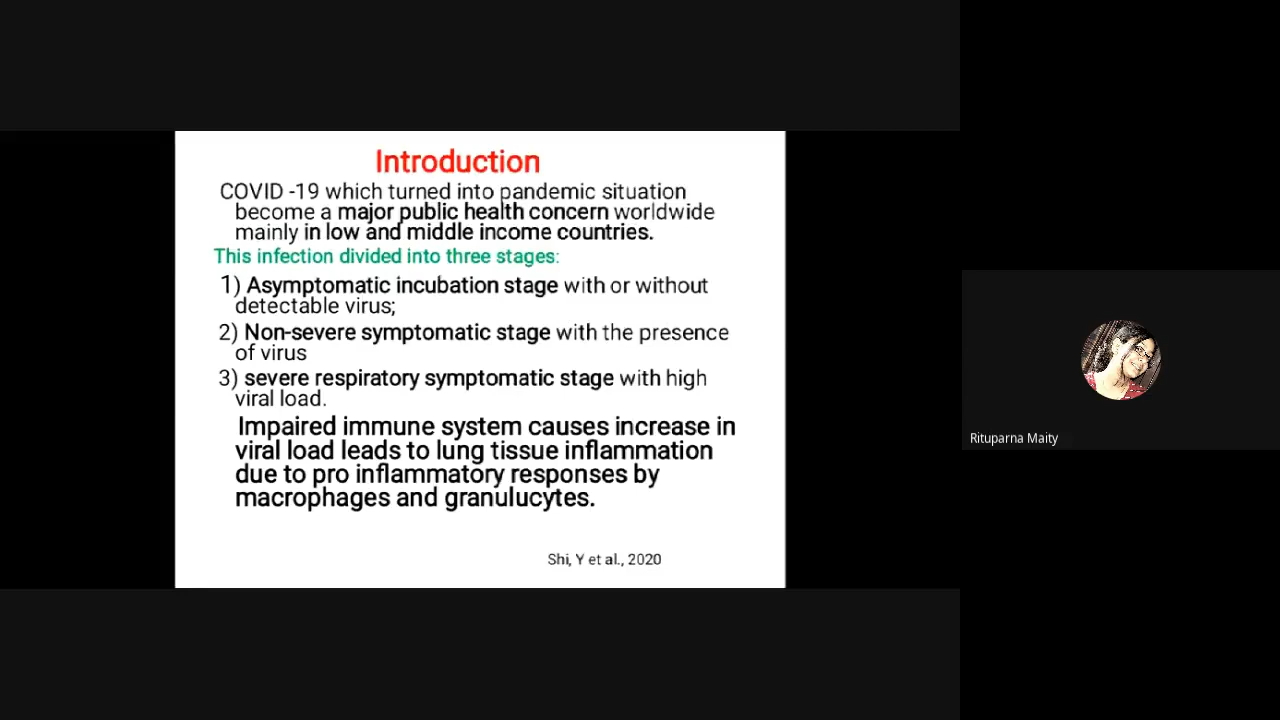 Introduction
COVID -19 which turned into pandemic situation
become a major public health concern worldwide
mainly in low and middle income countries.
This infection divided into three stages:
1) Asymptomatic incubation stage with or without
detectable virus;
2) Non-severe symptomatic stage with the presence
of virus
3) severe respiratory symptomatic stage with high
viral load.
Impaired immune system causes increase in
viral load leads to lung tissue inflammation
due to pro inflammatory responses by
macrophages and granulucytes.
Shi, Y et al., 2020
Rituparna Maity